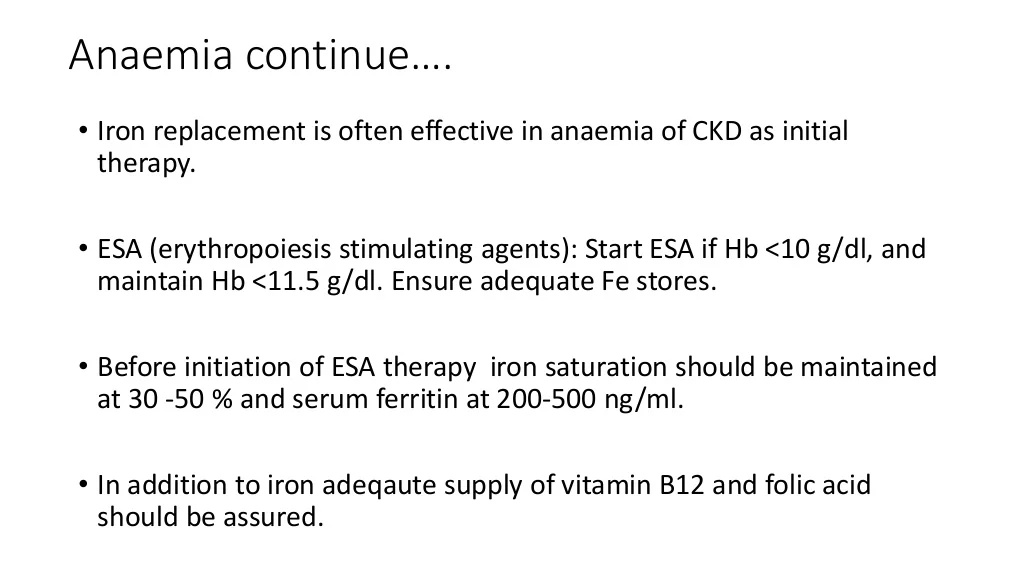 Anaemia continue….
• Iron replacement is often effective in anaemia of CKD as initial
therapy.
• ESA (erythropoiesis stimulating agents): Start ESA if Hb <10 g/dl, and
maintain Hb <11.5 g/dl. Ensure adequate Fe stores.
• Before initiation of ESA therapy  iron saturation should be maintained
at 30 -50 % and serum ferritin at 200-500 ng/ml.
• In addition to iron adeqaute supply of vitamin B12 and folic acid
should be assured.